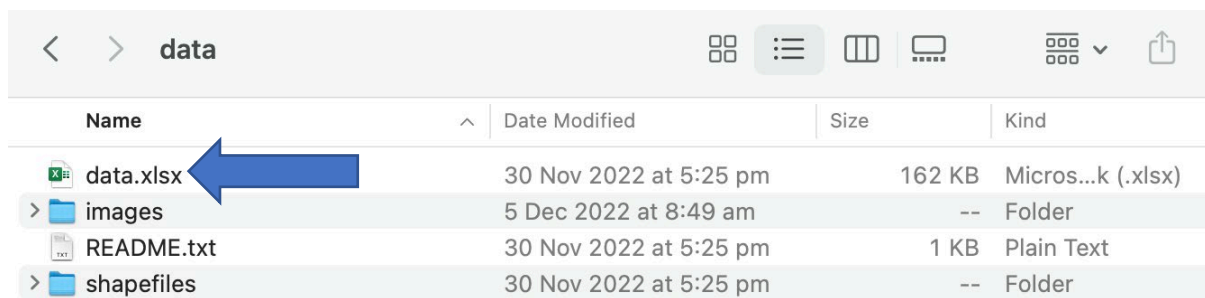 data
Name Date Modified Size Kind
data.xlsx 30 Nov 2022 at 5:25 pm 162 KB Micros...k (.xlsx)
images 5 Dec 2022 at 8:49 am -- Folder
TXT
README.txt 30 Nov 2022 at 5:25 pm 1 KB Plain Text
shapefiles 30 Nov 2022 at 5:25 pm -- Folder